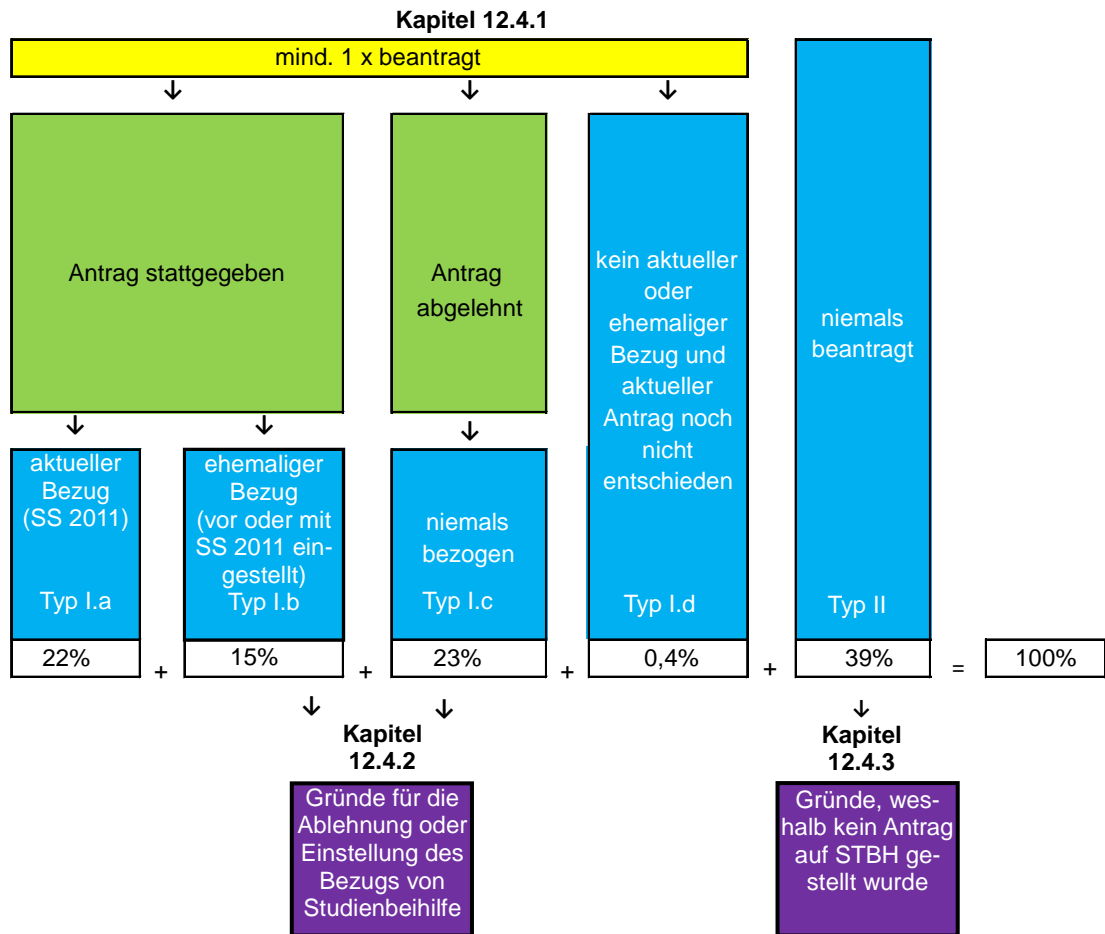 Kapitel 12.4.1
mind. 1 x beantragt
Antrag stattgegeben
Antrag
abgelehnt
kein aktueller
oder
ehemaliger
Bezug und
aktueller
Antrag noch
nicht
entschieden
niemals
beantragt
aktueller
Bezug
(SS 2011)
Typ I.a
ehemaliger
Bezug
(vor oder mit
SS 2011 ein-
gestellt)
Typ I.b
niemals
bezogen
Typ I.c
Typ I.d
Typ II
22% + 15% + 23% + 0,4% + 39% = 100%
Kapitel
12.4.2
Gründe für die
Ablehnung oder
Einstellung des
Bezugs von
Studienbeihilfe
Kapitel
12.4.3
Gründe, wes-
halb kein Antrag
auf STBH ge-
stellt wurde